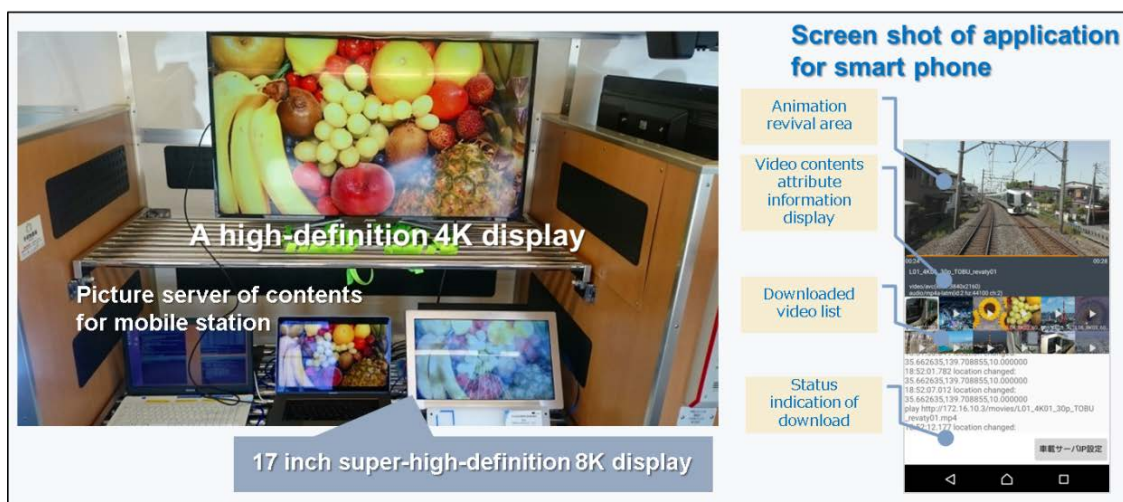 A high-definition 4K display
Picture server of contents
for mobile station
17 inch super-high-definition 8K display
Screen shot of application
for smart phone
Animation
revival area
Video contents
attribute
information
display
Downloaded
video list
Status
indication of
download
00:24 00:26
L01_4K01_30p_TOBU_revaty01
35.662635,139.708855,10.000000
18:52:01.782 location changed:
35.662635,139.708855,10.000000
18:52:07.012 location changed:
35.662635,139.708855,10.000000
play http://172.16.10.3/movies/L01_4K01_30p_TOBU
_revaty01.mp4
location changed:
車載サーバIP設定